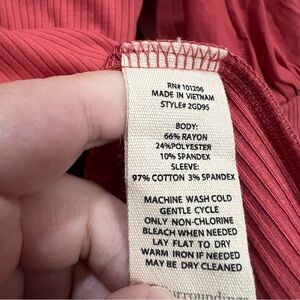 RN# 101206
MADE IN VIETNAM
STYLE# 2GD95
BODY:
66% RAYON
24%POLYESTER
10% SPANDEX
SLEEVE:
97% COTTON 3% SPANDEX
MACHINE WASH COLD
GENTLE CYCLE
ONLY NON-CHLORINE
BLEACH WHEN NEEDED
LAY FLAT TO DRY
WARM IRON IF NEEDED
MAY BE DRY CLEANED